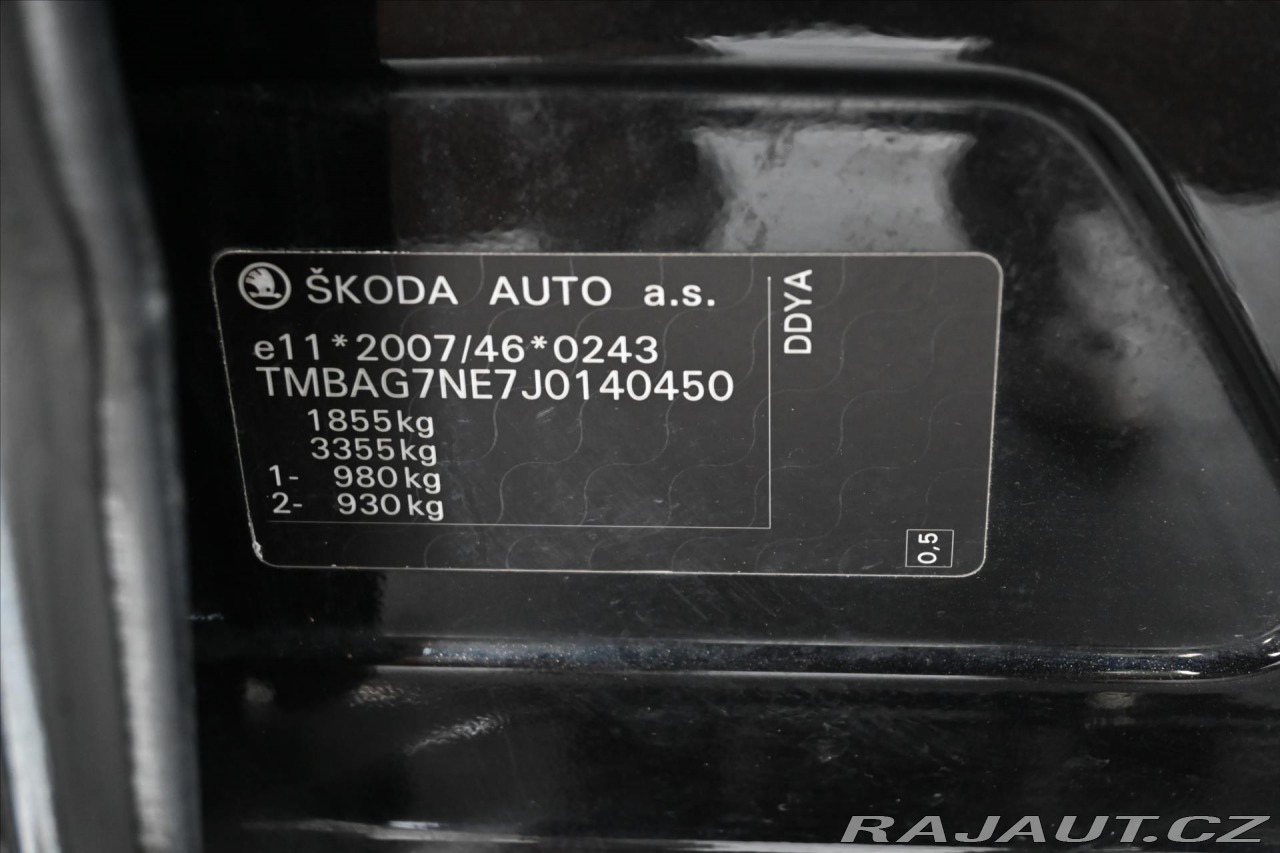 ŠKODA AUTO a.s.
e11*2007/46*0243
TMBAG7NE7J0140450
1855kg
3355kg
1- 980kg
2- 930kg
DDYA
0,5
RAJAUT.CZ